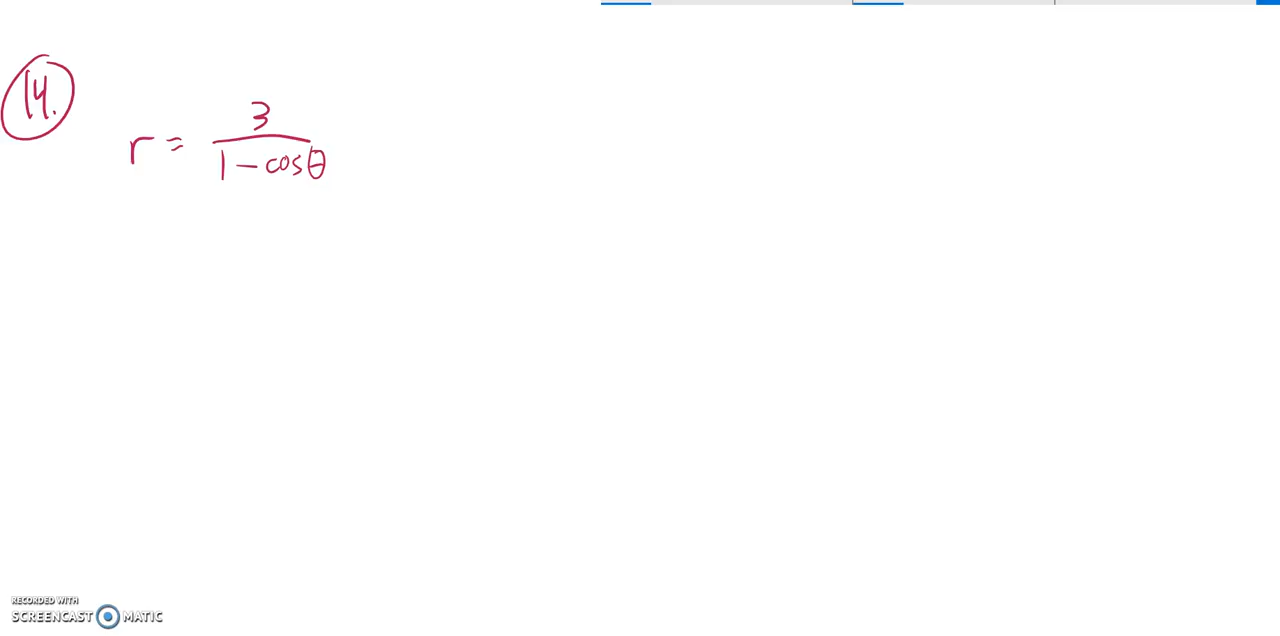 14.
r = 3 / (1 - cosθ)
RECORDED WITH
SCREENCAST MATIC